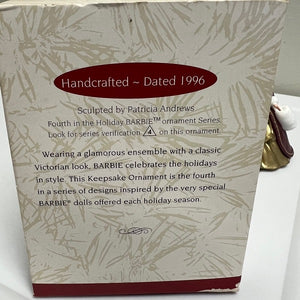 Handcrafted ~ Dated 1996
Sculpted by Patricia Andrews
Fourth in the Holiday BARBIE™ ornament Series.
Look for series verification 4 on this ornament.
Wearing a glamorous ensemble with a classic
Victorian look, BARBIE celebrates the holidays
in style. This Keepsake Ornament is the fourth
in a series of designs inspired by the very special
BARBIE® dolls offered each holiday season.